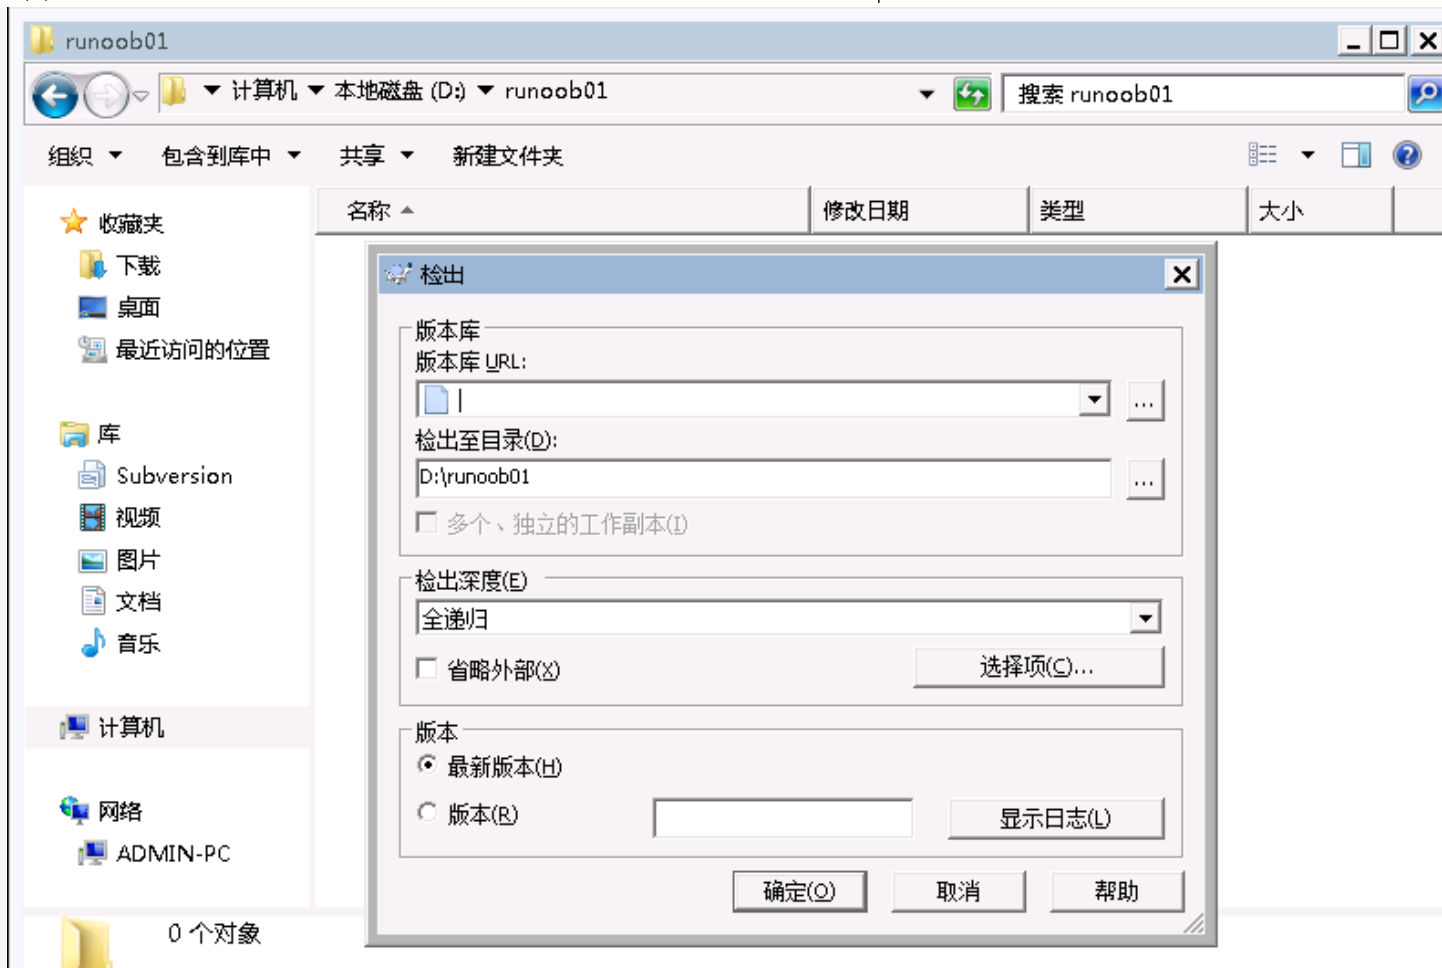 runoob01
计算机 本地磁盘 (D:) runoob01
搜索 runoob01
组织 包含到库中 共享 新建文件夹
名称 修改日期 类型 大小
收藏夹
下载
桌面
最近访问的位置
库
Subversion
视频
图片
文档
音乐
计算机
网络
ADMIN-PC
0 个对象
检出
版本库
版本库 URL:
...
检出至目录(D):
D:\runoob01
...
多个、独立的工作副本(I)
检出深度(E)
全递归
省略外部(X)
选择项(C)...
版本
最新版本(H)
版本(R)
显示日志(L)
确定(O) 取消 帮助